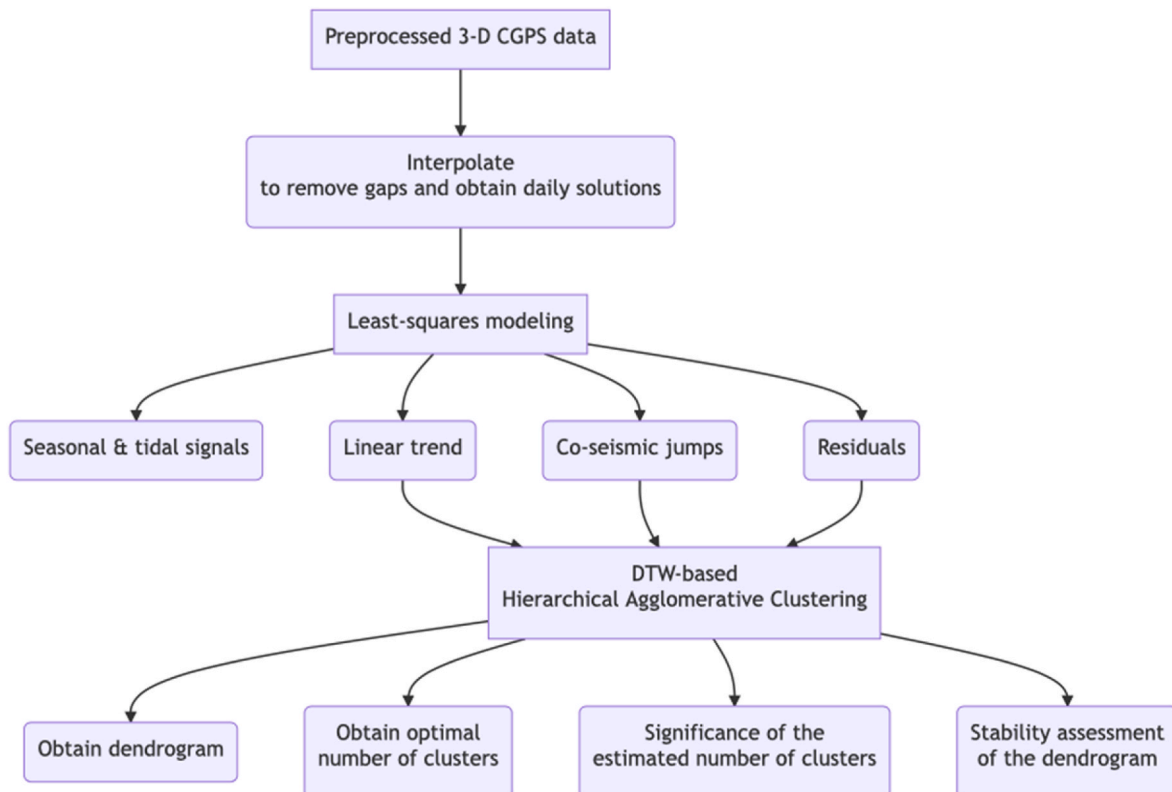 Preprocessed 3-D CGPS data
Interpolate
to remove gaps and obtain daily solutions
Least-squares modeling
Seasonal & tidal signals
Linear trend
Co-seismic jumps
Residuals
DTW-based
Hierarchical Agglomerative Clustering
Obtain dendrogram
Obtain optimal
number of clusters
Significance of the
estimated number of clusters
Stability assessment
of the dendrogram